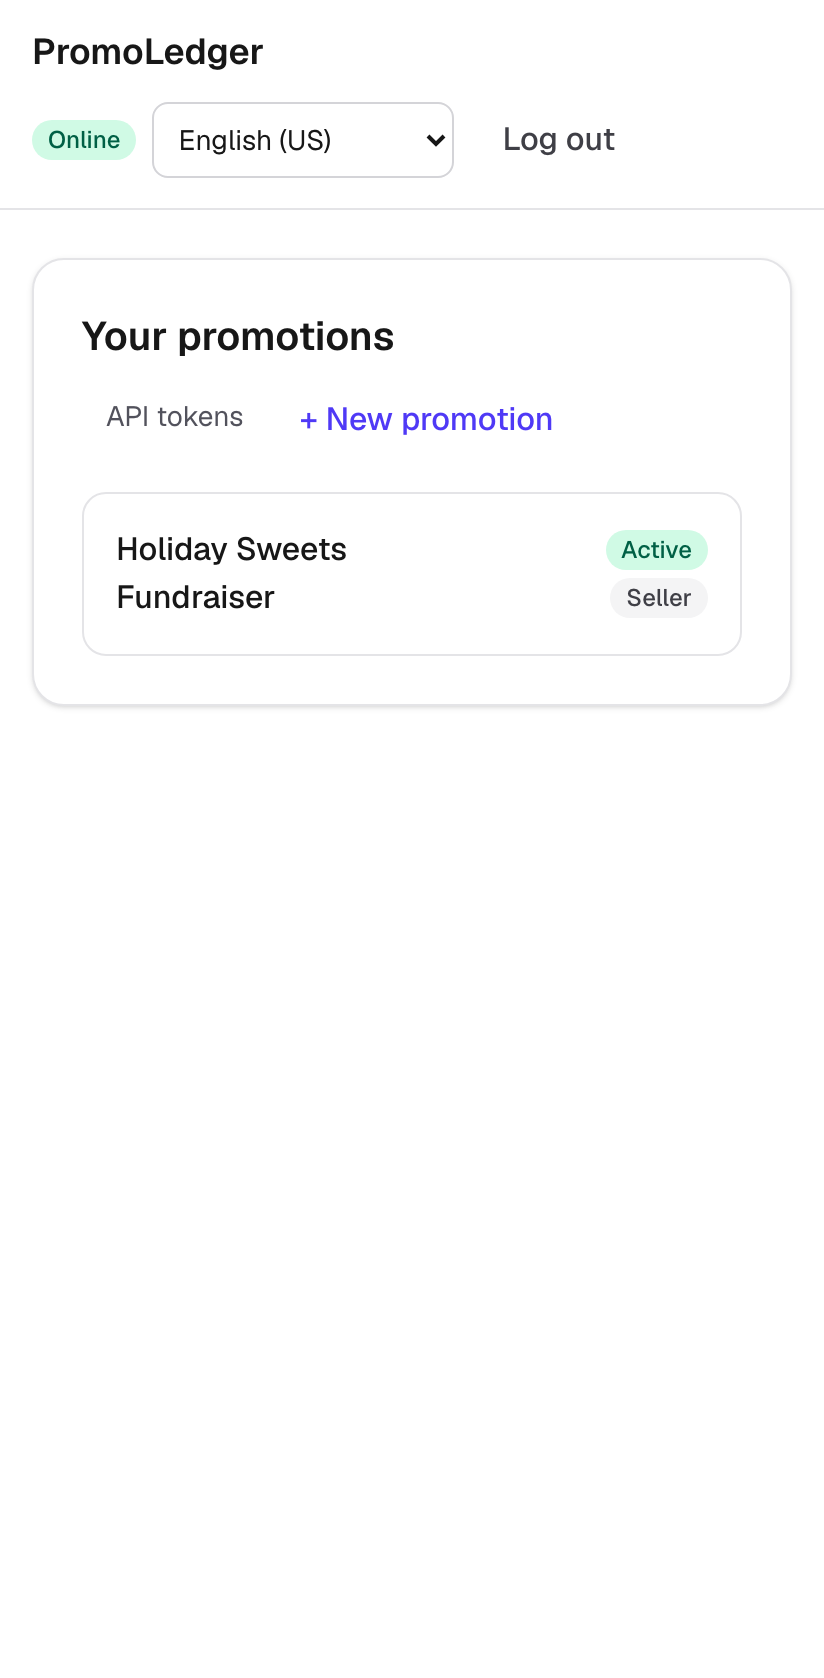 PromoLedger
Online
English (US)
Log out
Your promotions
API tokens
+ New promotion
Holiday Sweets
Fundraiser
Active
Seller